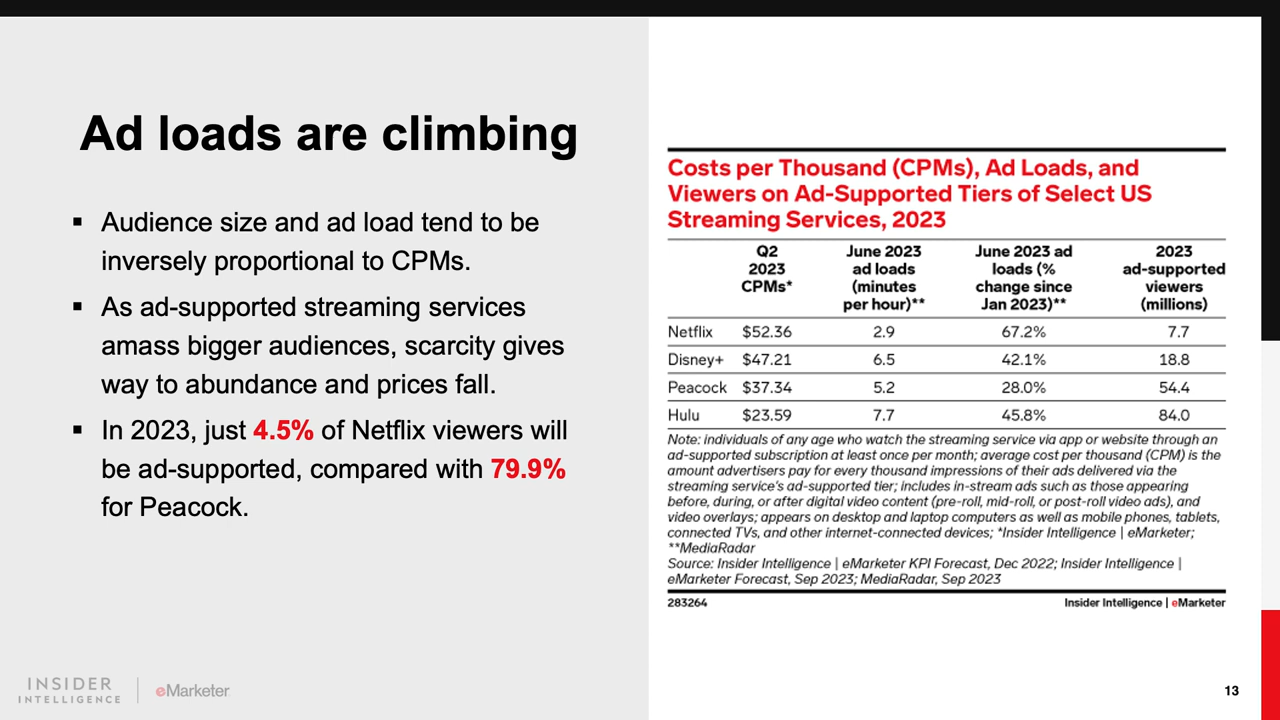 Ad loads are climbing
▪ Audience size and ad load tend to be
inversely proportional to CPMs.
▪ As ad-supported streaming services
amass bigger audiences, scarcity gives
way to abundance and prices fall.
▪ In 2023, just 4.5% of Netflix viewers will
be ad-supported, compared with 79.9%
for Peacock.
Costs per Thousand (CPMs), Ad Loads, and
Viewers on Ad-Supported Tiers of Select US
Streaming Services, 2023
Q2 June 2023 June 2023 ad 2023
2023 ad loads loads (% ad-supported
CPMs* (minutes change since viewers
per hour)** Jan 2023)** (millions)
Netflix $52.36 2.9 67.2% 7.7
Disney+ $47.21 6.5 42.1% 18.8
Peacock $37.34 5.2 28.0% 54.4
Hulu $23.59 7.7 45.8% 84.0
Note: individuals of any age who watch the streaming service via app or website through an
ad-supported subscription at least once per month; average cost per thousand (CPM) is the
amount advertisers pay for every thousand impressions of their ads delivered via the
streaming service's ad-supported tier; includes in-stream ads such as those appearing
before, during, or after digital video content (pre-roll, mid-roll, or post-roll video ads), and
video overlays; appears on desktop and laptop computers as well as mobile phones, tablets,
connected TVs, and other internet-connected devices; *Insider Intelligence | eMarketer;
**MediaRadar
Source: Insider Intelligence | eMarketer KPI Forecast, Dec 2022; Insider Intelligence |
eMarketer Forecast, Sep 2023; MediaRadar, Sep 2023
283264 Insider Intelligence | eMarketer
INSIDER
INTELLIGENCE | eMarketer
13